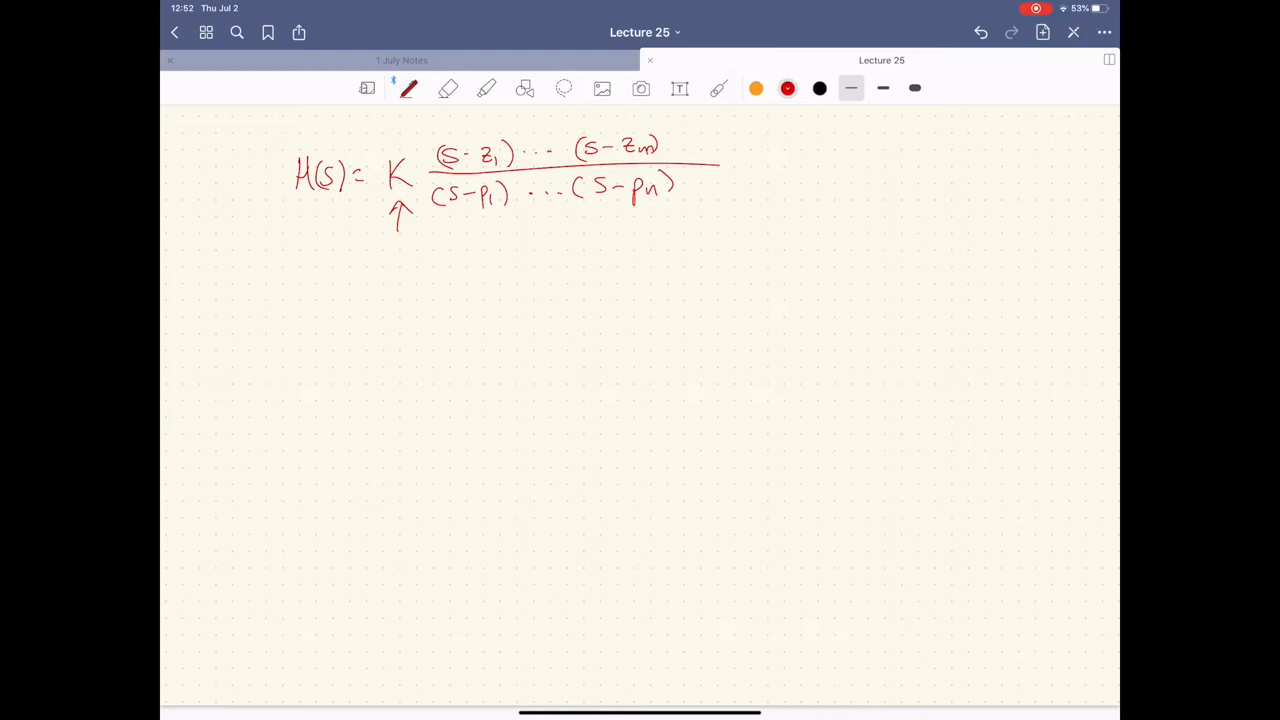 12:52 Thu Jul 2
53%
Lecture 25
1 July Notes
Lecture 25
T
H(s) = K (s - z₁) ... (s - zₘ)
(s - p₁) ... (s - pₙ)
↑